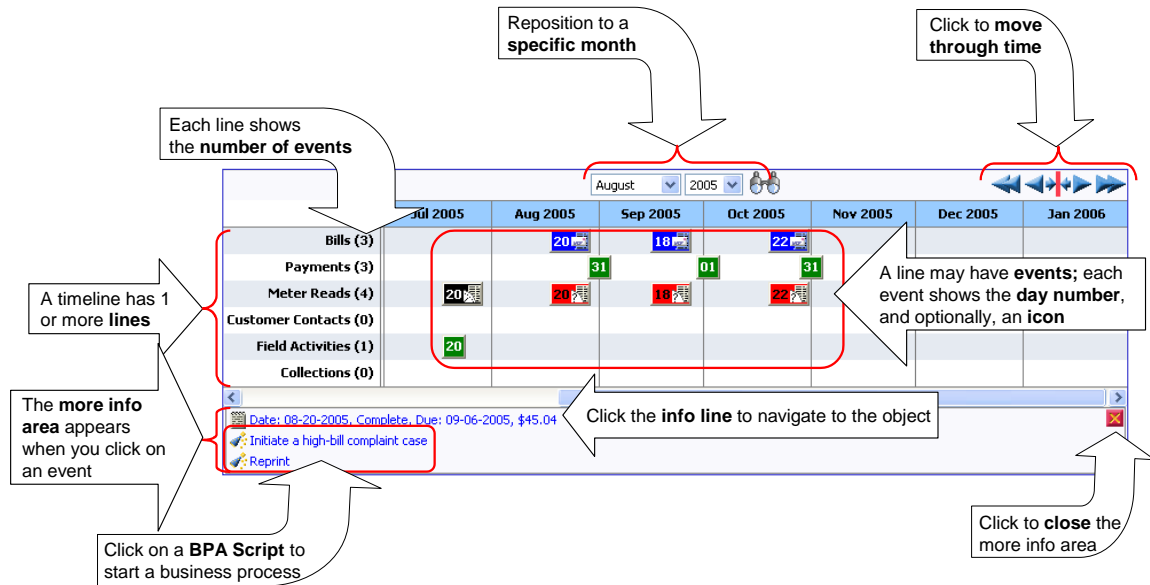 Reposition to a
specific month
Click to move
through time
Each line shows
the number of events
August 2005
Jul 2005 Aug 2005 Sep 2005 Oct 2005 Nov 2005 Dec 2005 Jan 2006
Bills (3) 20 18 22
Payments (3) 31 01 31
Meter Reads (4) 20 20 18 22
Customer Contacts (0)
Field Activities (1) 20
Collections (0)
A timeline has 1
or more lines
A line may have events; each
event shows the day number,
and optionally, an icon
The more info
area appears
when you click on
an event
Date: 08-20-2005, Complete, Due: 09-06-2005, $45.04
Initiate a high-bill complaint case
Reprint
Click the info line to navigate to the object
Click on a BPA Script to
start a business process
Click to close the
more info area